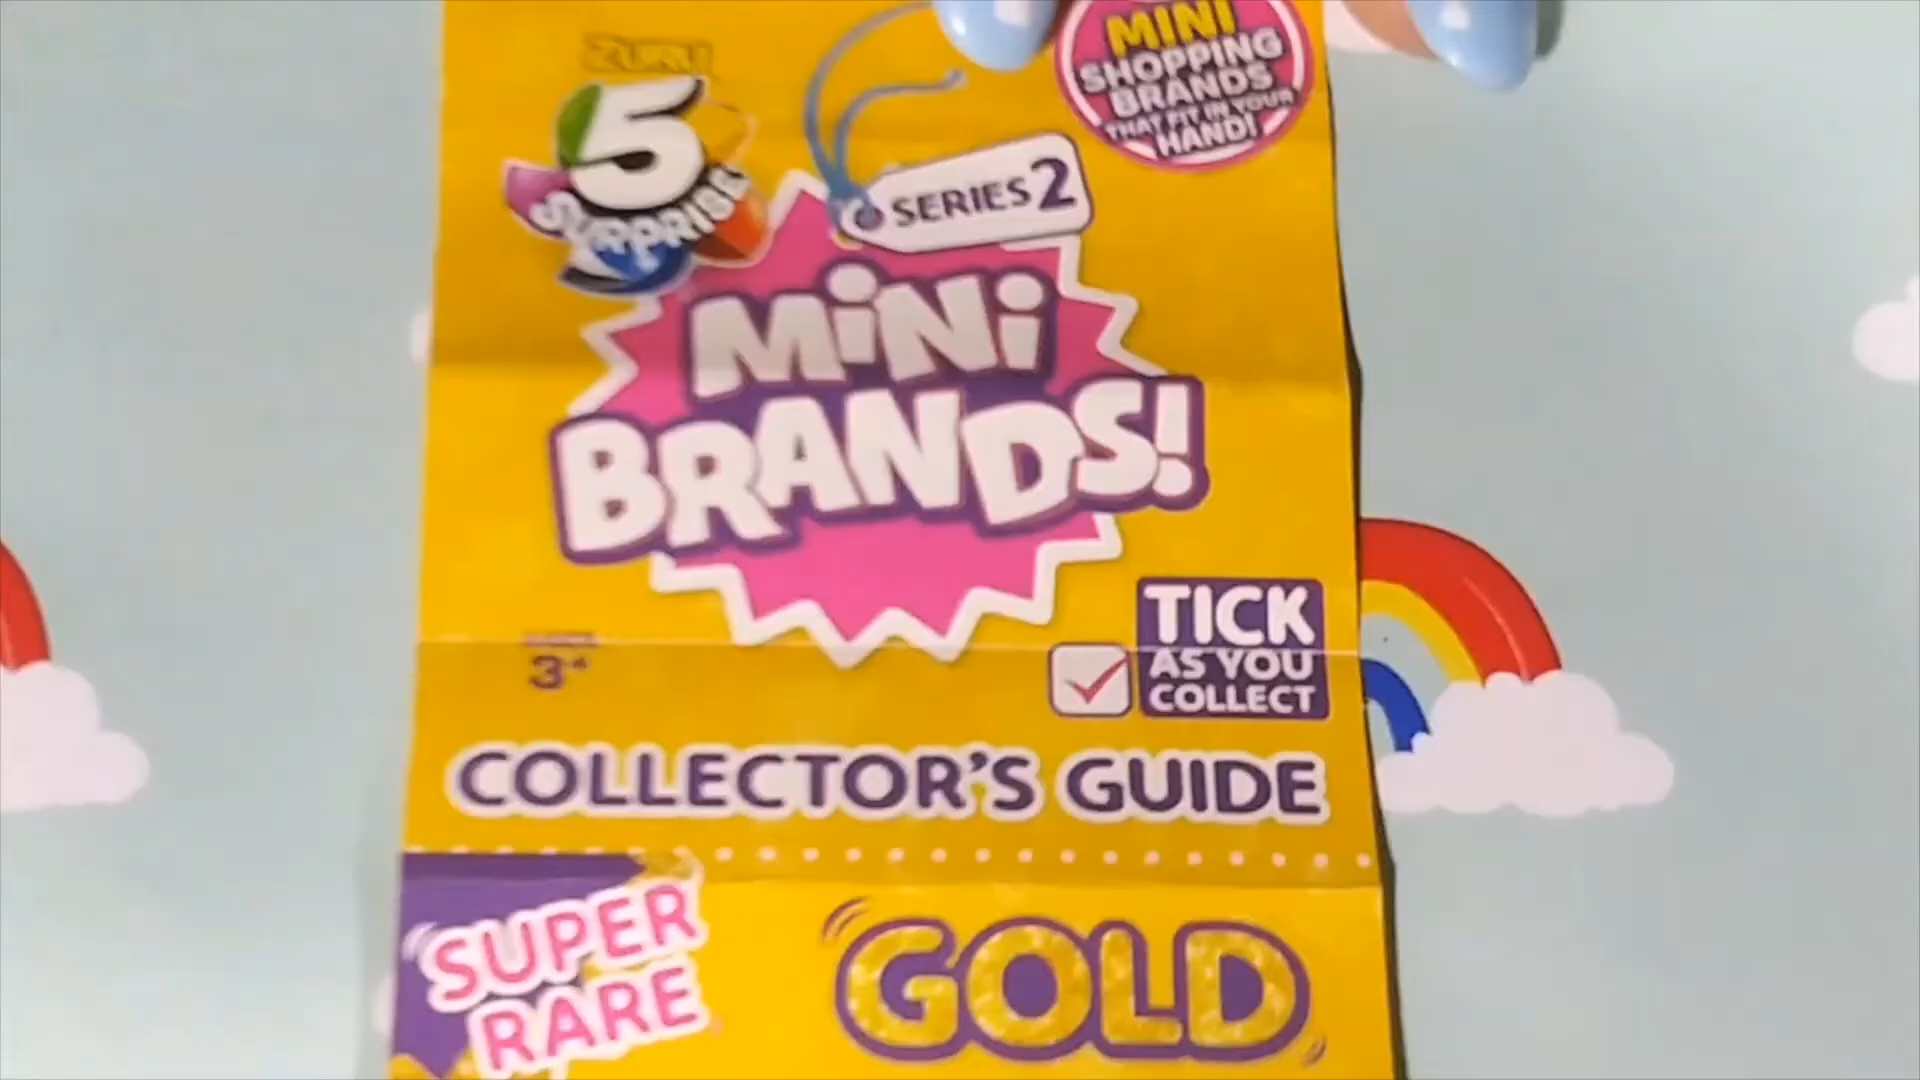 ZURU
5
SURPRISE
MINI
SHOPPING
BRANDS
THAT FIT IN YOUR
HAND!
SERIES 2
MiNi
BRANDS!
3+
TICK
AS YOU
COLLECT
COLLECTOR'S GUIDE
SUPER
RARE
GOLD